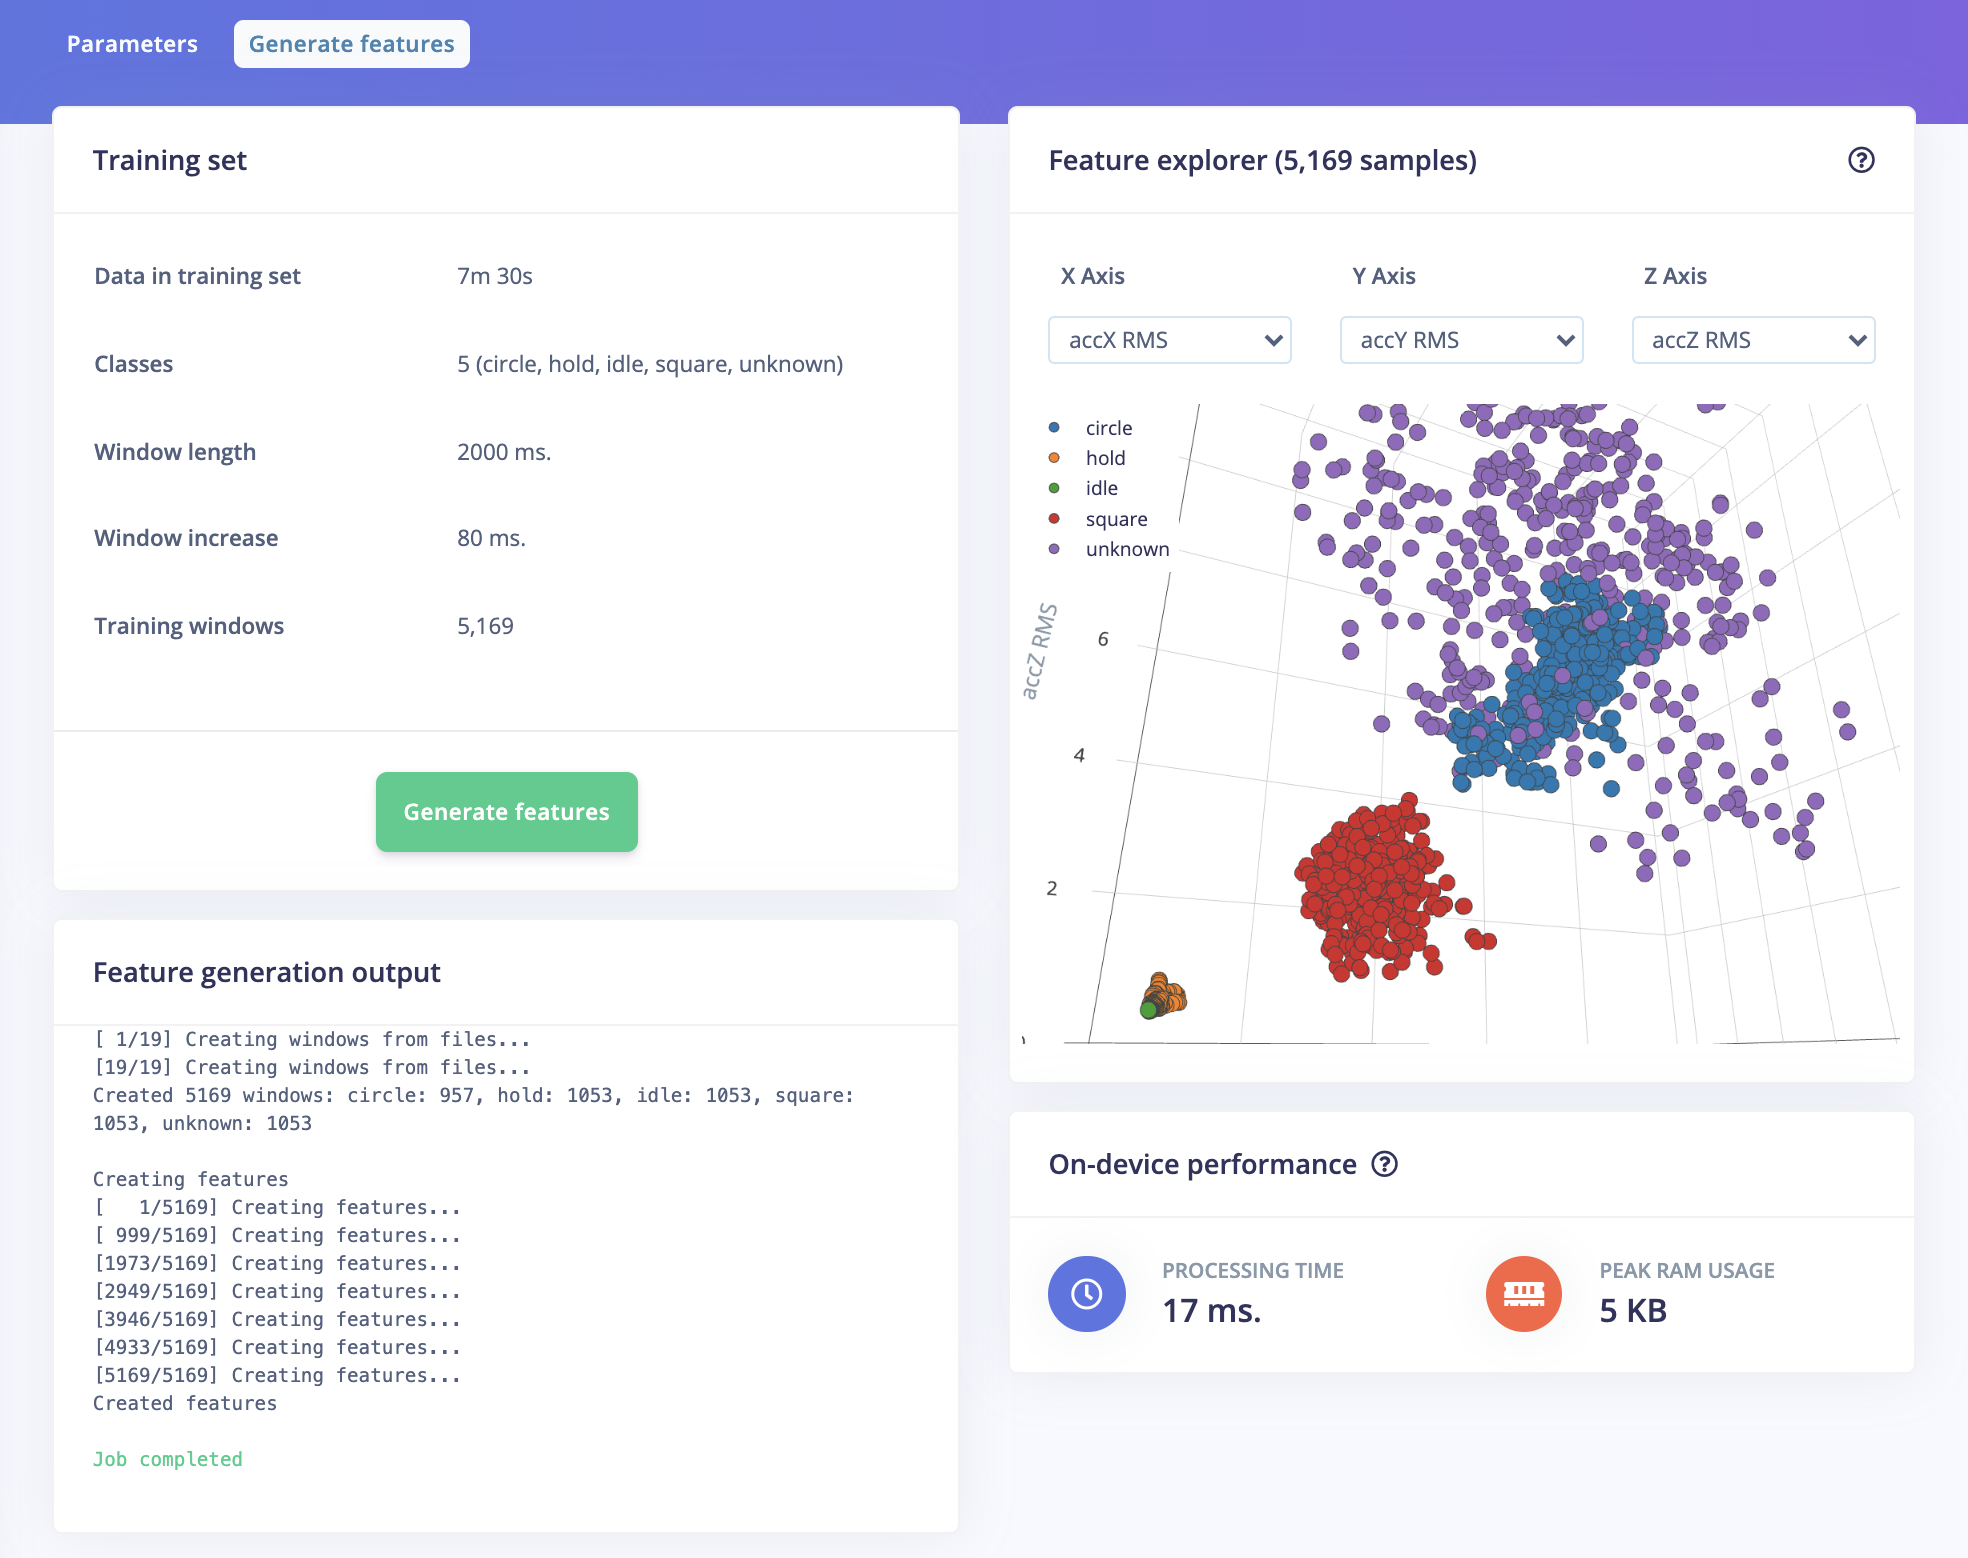 Parameters
Generate features
Training set
Data in training set 7m 30s
Classes 5 (circle, hold, idle, square, unknown)
Window length 2000 ms.
Window increase 80 ms.
Training windows 5,169
Generate features
Feature generation output
[ 1/19] Creating windows from files...
[19/19] Creating windows from files...
Created 5169 windows: circle: 957, hold: 1053, idle: 1053, square:
1053, unknown: 1053
Creating features
[   1/5169] Creating features...
[ 999/5169] Creating features...
[1973/5169] Creating features...
[2949/5169] Creating features...
[3946/5169] Creating features...
[4933/5169] Creating features...
[5169/5169] Creating features...
Created features
Job completed
Feature explorer (5,169 samples)
X Axis Y Axis Z Axis
accX RMS accY RMS accZ RMS
circle
hold
idle
square
unknown
accZ RMS
6
4
2
On-device performance
PROCESSING TIME
17 ms.
PEAK RAM USAGE
5 KB